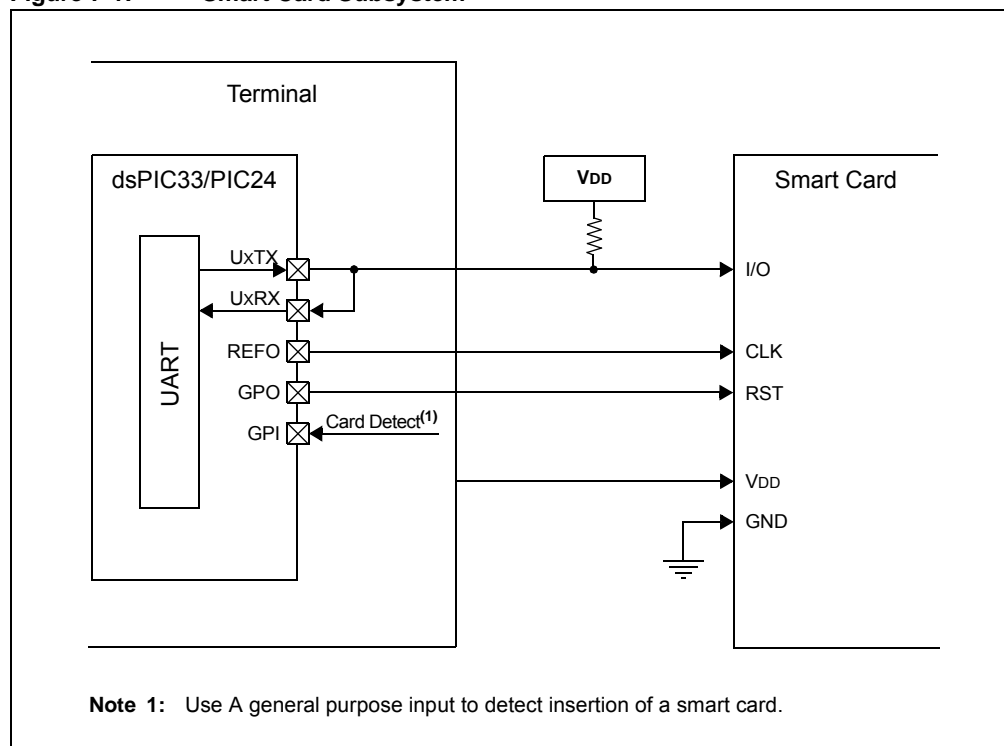 Terminal
dsPIC33/PIC24
VDD
Smart Card
UxTX
I/O
UxRX
UART
REFO
CLK
GPO
RST
GPI
Card Detect(1)
VDD
GND
Note 1: Use A general purpose input to detect insertion of a smart card.